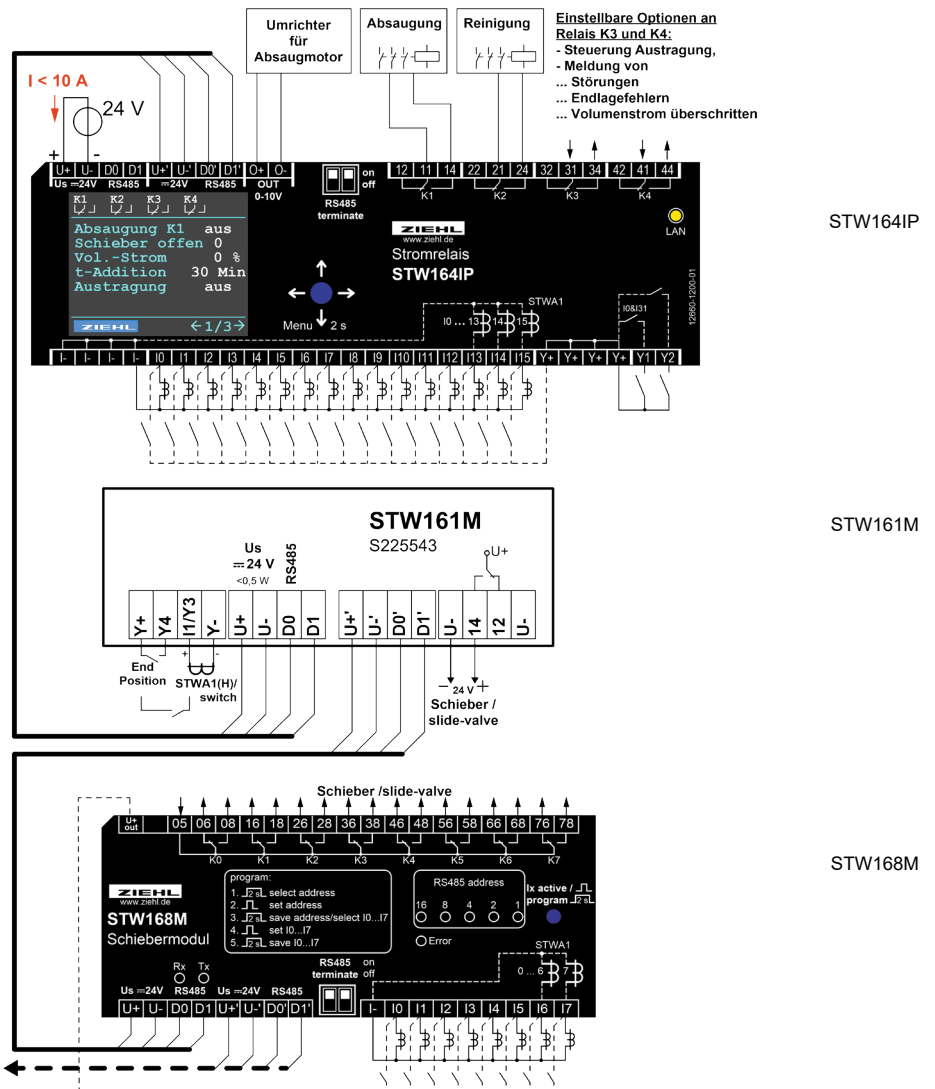 Umrichter
für
Absaugmotor
Absaugung
Reinigung
Einstellbare Optionen an
Relais K3 und K4:
- Steuerung Austragung,
- Meldung von
... Störungen
... Endlagefehlern
... Volumenstrom überschritten
I < 10 A
24 V
+ -
U+ U- D0 D1 U+' U-' D0' D1' O+ O- 12 11 14 22 21 24 32 31 34 42 41 44
Us ⎓24V RS485 ⎓24V RS485 OUT
0-10V
on
off
RS485
terminate
K1 K2 K3 K4
K1 K2 K3 K4
Absaugung K1 aus
Schieber offen 0
Vol.-Strom 0 %
t-Addition 30 Min
Austragung aus
ZIEHL ←1/3→
Menu 2 s
ZIEHL
www.ziehl.de
Stromrelais
STW164IP
LAN
12660-1200-01
STWA1
I0 ... 13 14 15
I0&I31
I- I- I- I- I0 I1 I2 I3 I4 I5 I6 I7 I8 I9 I10 I11 I12 I13 I14 I15 Y+ Y+ Y+ Y+ Y1 Y2
STW164IP
STW161M
S225543
Us
⎓ 24 V
<0,5 W
RS485
U+
Y+ Y4 I1/Y3 Y- U+ U- D0 D1 U+' U-' D0' D1' U- 14 12 U-
End
Position
+ -
STWA1(H)/
switch
− 24 V +
Schieber /
slide-valve
STW161M
Schieber /slide-valve
U+
out
05 06 08 16 18 26 28 36 38 46 48 56 58 66 68 76 78
K0 K1 K2 K3 K4 K5 K6 K7
ZIEHL
www.ziehl.de
STW168M
Schiebermodul
program:
1. 2 s select address
2. set address
3. 2 s save address/select I0...I7
4. set I0...I7
5. 2 s save I0...I7
RS485 address
16 8 4 2 1
Error
Ix active /
program 2 s
STWA1
0 ... 6 7
Rx Tx
Us ⎓24V RS485 Us ⎓24V RS485
RS485
terminate
on
off
U+ U- D0 D1 U+' U-' D0' D1' I- I0 I1 I2 I3 I4 I5 I6 I7
STW168M